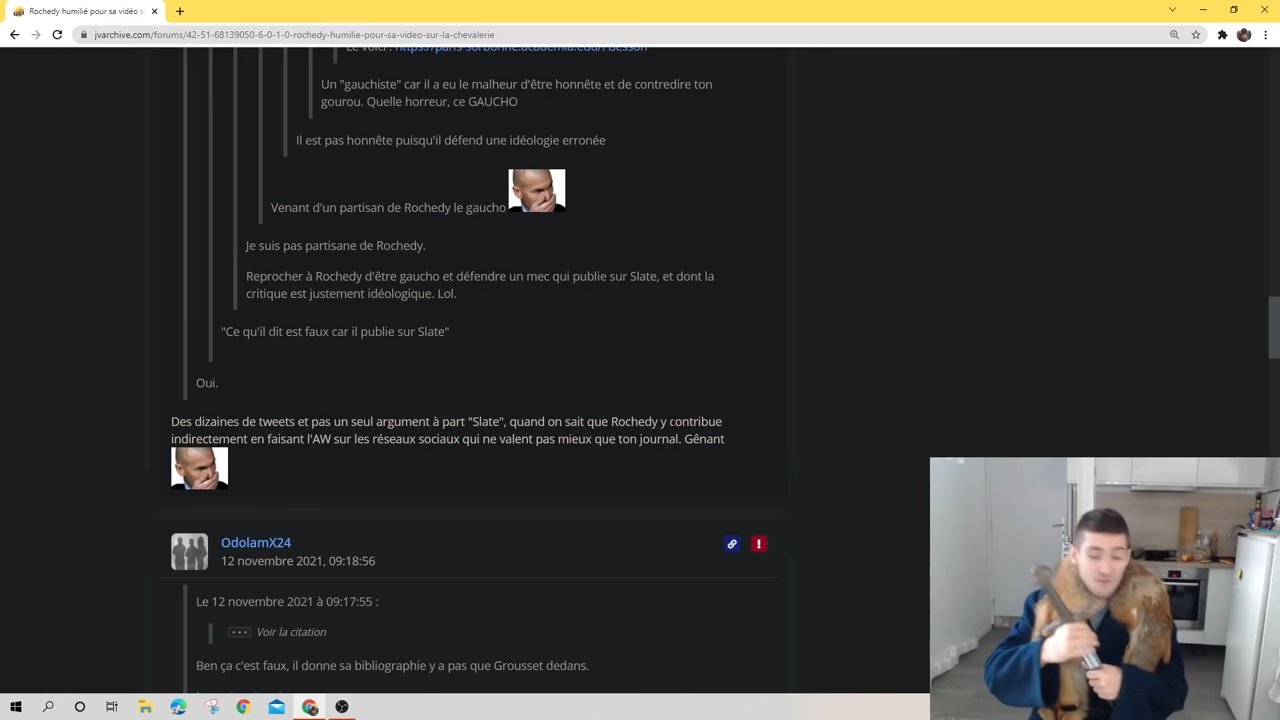 Rochedy humilié pour sa vidéo s
jvarchive.com/forums/42-51-68139050-6-0-1-0-rochedy-humilie-pour-sa-video-sur-la-chevalerie
Le voici : https://paris-sorbonne.academia.edu/FBesson
Un "gauchiste" car il a eu le malheur d'être honnête et de contredire ton
gourou. Quelle horreur, ce GAUCHO
Il est pas honnête puisqu'il défend une idéologie erronée
Venant d'un partisan de Rochedy le gaucho
Je suis pas partisane de Rochedy.
Reprocher à Rochedy d'être gaucho et défendre un mec qui publie sur Slate, et dont la
critique est justement idéologique. Lol.
"Ce qu'il dit est faux car il publie sur Slate"
Oui.
Des dizaines de tweets et pas un seul argument à part "Slate", quand on sait que Rochedy y contribue
indirectement en faisant l'AW sur les réseaux sociaux qui ne valent pas mieux que ton journal. Gênant
OdolamX24
12 novembre 2021, 09:18:56
Le 12 novembre 2021 à 09:17:55 :
Voir la citation
Ben ça c'est faux, il donne sa bibliographie y a pas que Grousset dedans.